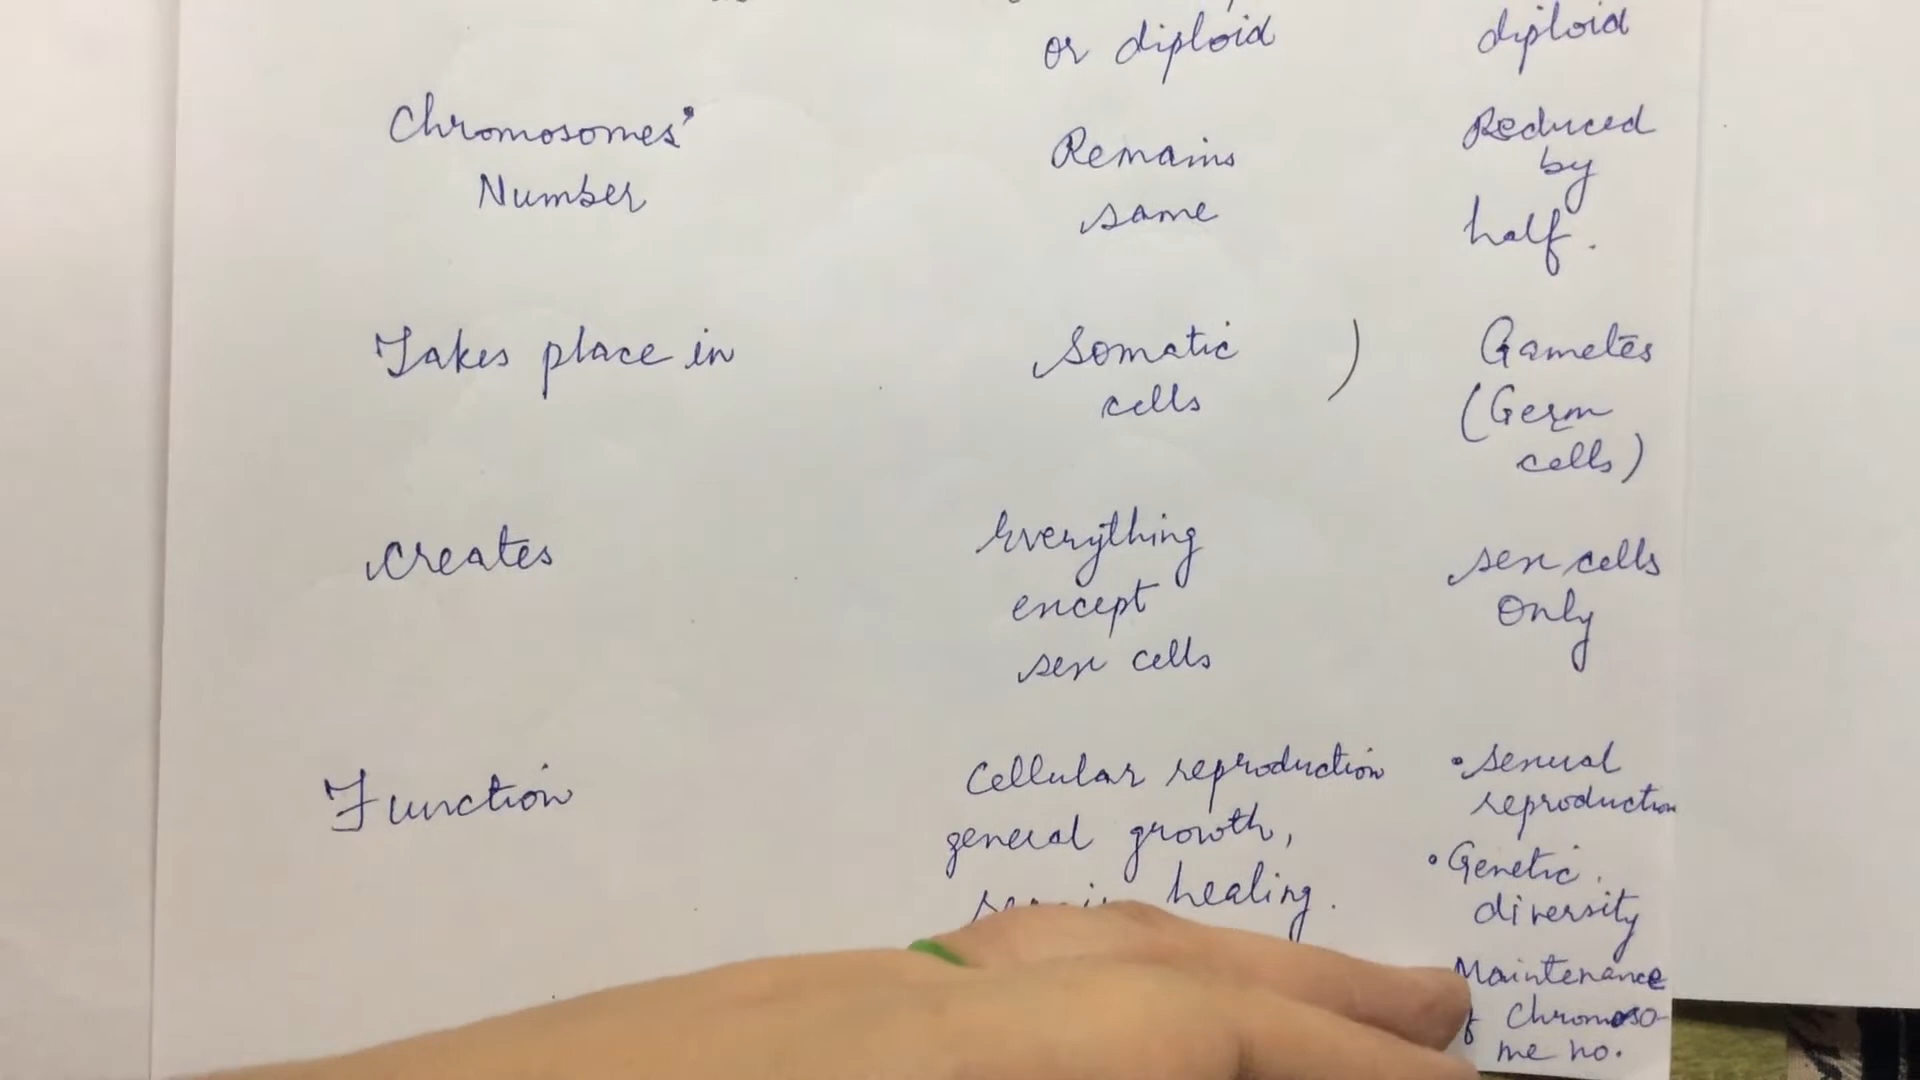 or diploid
diploid
Chromosomes'
Number
Remains
same
Reduced
by
half.
Takes place in
Somatic
cells
)
Gametes
(Germ
cells)
Creates
Everything
except
sex cells
sex cells
Only
Function
Cellular reproduction
general growth,
healing.
• sexual
reproduction
• Genetic
diversity
Maintenance
Chromoso-
me no.